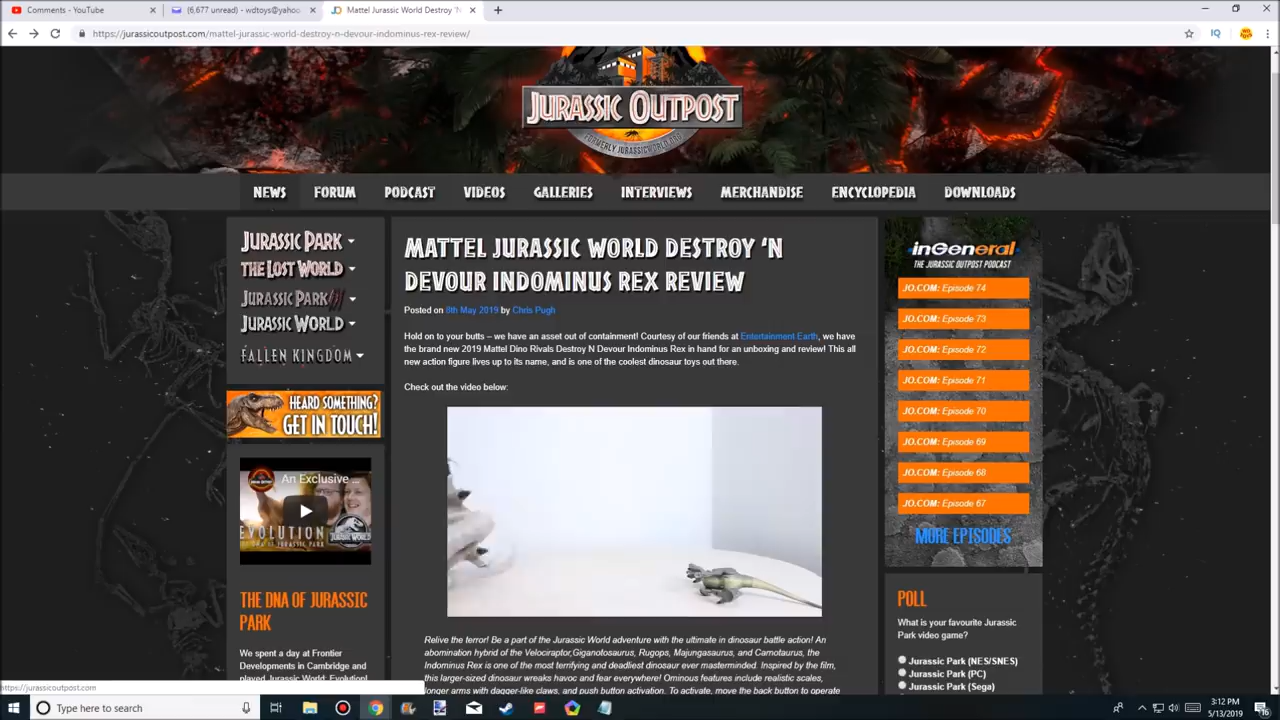 Comments - YouTube
(6,677 unread) - wdtoys@yahoo
Mattel Jurassic World Destroy 'N
https://jurassicoutpost.com/mattel-jurassic-world-destroy-n-devour-indominus-rex-review/
JURASSIC OUTPOST
FORMERLY JURASSICWORLD.ORG
NEWS
FORUM
PODCAST
VIDEOS
GALLERIES
INTERVIEWS
MERCHANDISE
ENCYCLOPEDIA
DOWNLOADS
JURASSIC PARK
THE LOST WORLD
JURASSIC PARK
JURASSIC WORLD
FALLEN KINGDOM
HEARD SOMETHING?
GET IN TOUCH!
An Exclusive ...
EVOLUTION
JURASSIC WORLD
THE DNA OF JURASSIC
PARK
We spent a day at Frontier
Developments in Cambridge and
played Jurassic World: Evolution!
MATTEL JURASSIC WORLD DESTROY ‘N
DEVOUR INDOMINUS REX REVIEW
Posted on 8th May 2019 by Chris Pugh
Hold on to your butts – we have an asset out of containment! Courtesy of our friends at Entertainment Earth, we have
the brand new 2019 Mattel Dino Rivals Destroy N Devour Indominus Rex in hand for an unboxing and review! This all
new action figure lives up to its name, and is one of the coolest dinosaur toys out there.
Check out the video below:
Relive the terror! Be a part of the Jurassic World adventure with the ultimate in dinosaur battle action! An
abomination hybrid of the Velociraptor,Giganotosaurus, Rugops, Majungasaurus, and Carnotaurus, the
Indominus Rex is one of the most terrifying and deadliest dinosaur ever masterminded. Inspired by the film,
this larger-sized dinosaur wreaks havoc and fear everywhere! Ominous features include realistic scales,
longer arms with dagger-like claws, and push button activation. To activate, move the back button to operate
inGeneral
THE JURASSIC OUTPOST PODCAST
JO.COM: Episode 74
JO.COM: Episode 73
JO.COM: Episode 72
JO.COM: Episode 71
JO.COM: Episode 70
JO.COM: Episode 69
JO.COM: Episode 68
JO.COM: Episode 67
MORE EPISODES
POLL
What is your favourite Jurassic
Park video game?
Jurassic Park (NES/SNES)
Jurassic Park (PC)
Jurassic Park (Sega)
https://jurassicoutpost.com
Type here to search
3:12 PM
5/13/2019
16